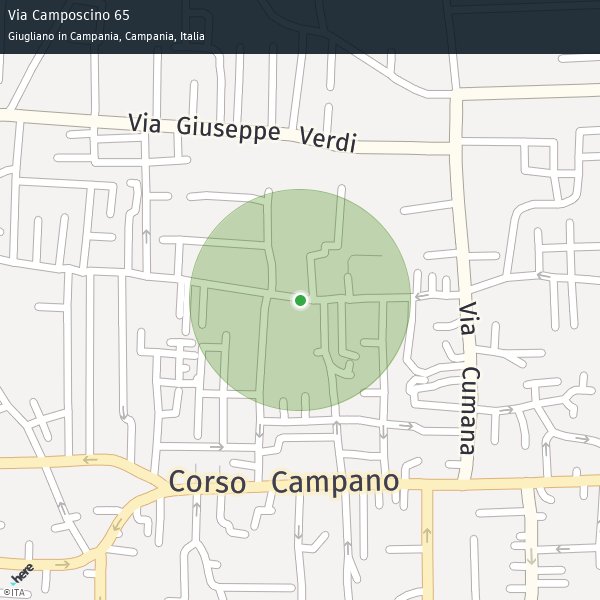 Via Camposcino 65
Giugliano in Campania, Campania, Italia
Via Giuseppe Verdi
Via Cumana
Corso Campano
here
©ITA